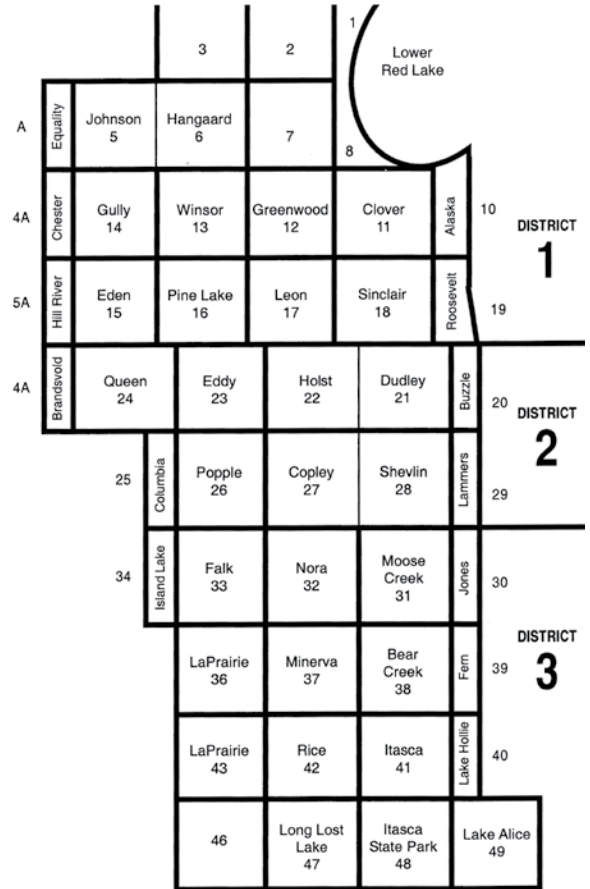 1
3
2
Lower
Red Lake
A
Equality
Johnson
5
Hangaard
6
7
8
4A
Chester
Gully
14
Winsor
13
Greenwood
12
Clover
11
Alaska
10
DISTRICT
1
5A
Hill River
Eden
15
Pine Lake
16
Leon
17
Sinclair
18
Roosevelt
19
4A
Brandsvold
Queen
24
Eddy
23
Holst
22
Dudley
21
Buzzle
20
DISTRICT
2
25
Columbia
Popple
26
Copley
27
Shevlin
28
Lammers
29
34
Island Lake
Falk
33
Nora
32
Moose
Creek
31
Jones
30
DISTRICT
3
LaPrairie
36
Minerva
37
Bear
Creek
38
Fern
39
LaPrairie
43
Rice
42
Itasca
41
Lake Hollie
40
46
Long Lost
Lake
47
Itasca
State Park
48
Lake Alice
49